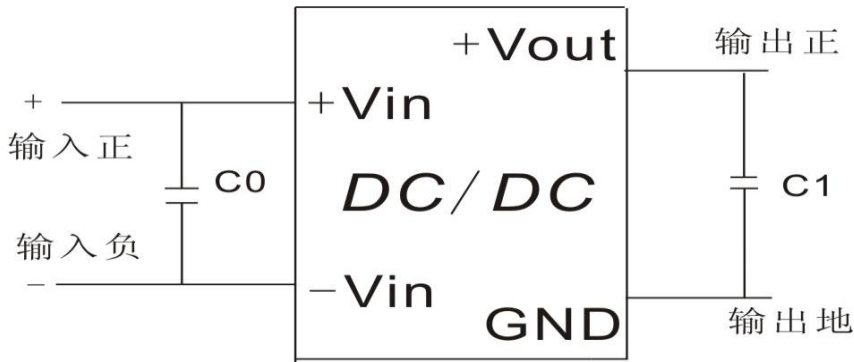 +Vout
输出正
+
+Vin
输入正
C0
DC/DC
C1
输入负
−
−Vin
GND
输出地